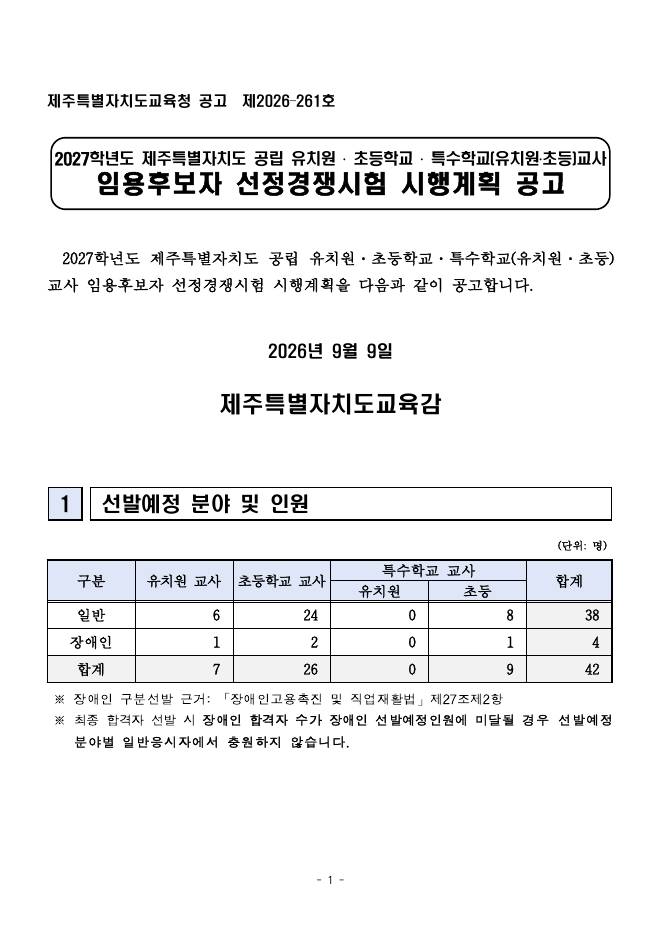 제주특별자치도교육청 공고 제2026-261호
2027학년도 제주특별자치도 공립 유치원 · 초등학교 · 특수학교(유치원·초등)교사
임용후보자 선정경쟁시험 시행계획 공고
2027학년도 제주특별자치도 공립 유치원·초등학교·특수학교(유치원·초등)
교사 임용후보자 선정경쟁시험 시행계획을 다음과 같이 공고합니다.
2026년 9월 9일
제주특별자치도교육감
1 선발예정 분야 및 인원
(단위: 명)
구분 유치원 교사 초등학교 교사 특수학교 교사 합계
유치원 초등
일반 6 24 0 8 38
장애인 1 2 0 1 4
합계 7 26 0 9 42
※ 장애인 구분선발 근거: 「장애인고용촉진 및 직업재활법」제27조제2항
※ 최종 합격자 선발 시 장애인 합격자 수가 장애인 선발예정인원에 미달될 경우 선발예정
분야별 일반응시자에서 충원하지 않습니다.
- 1 -